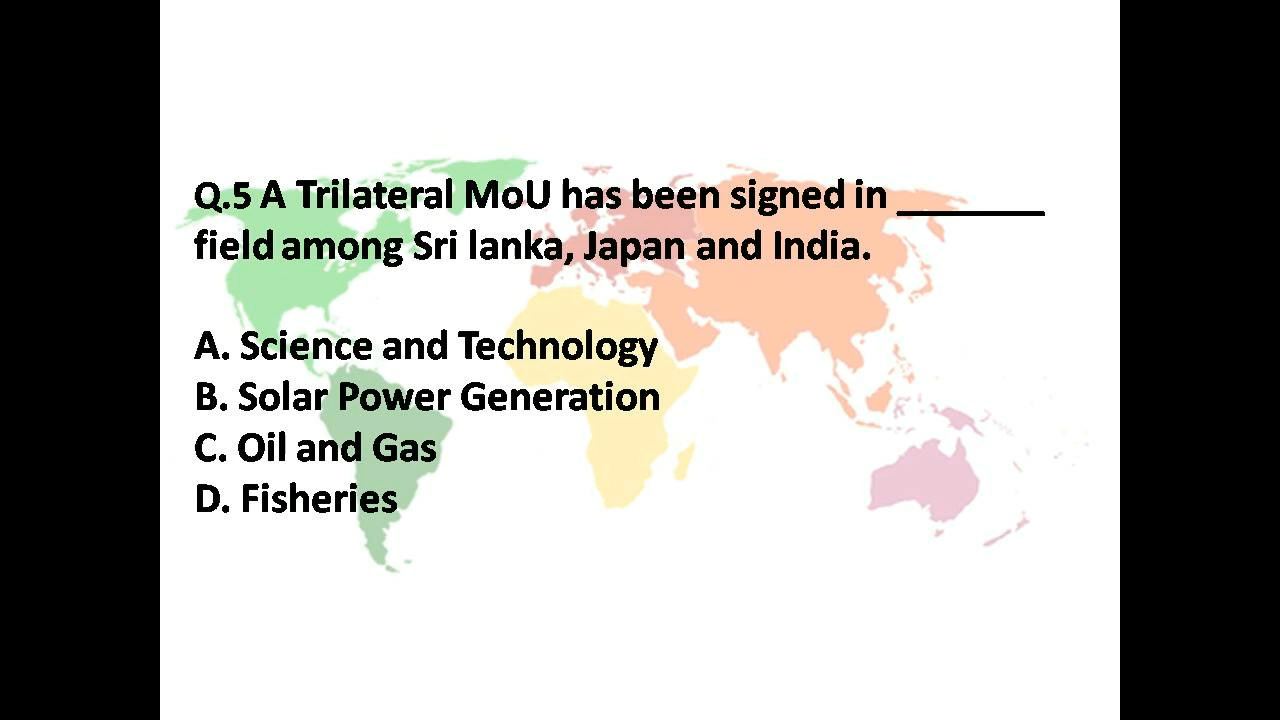 Q.5 A Trilateral MoU has been signed in _______
field among Sri lanka, Japan and India.
A. Science and Technology
B. Solar Power Generation
C. Oil and Gas
D. Fisheries